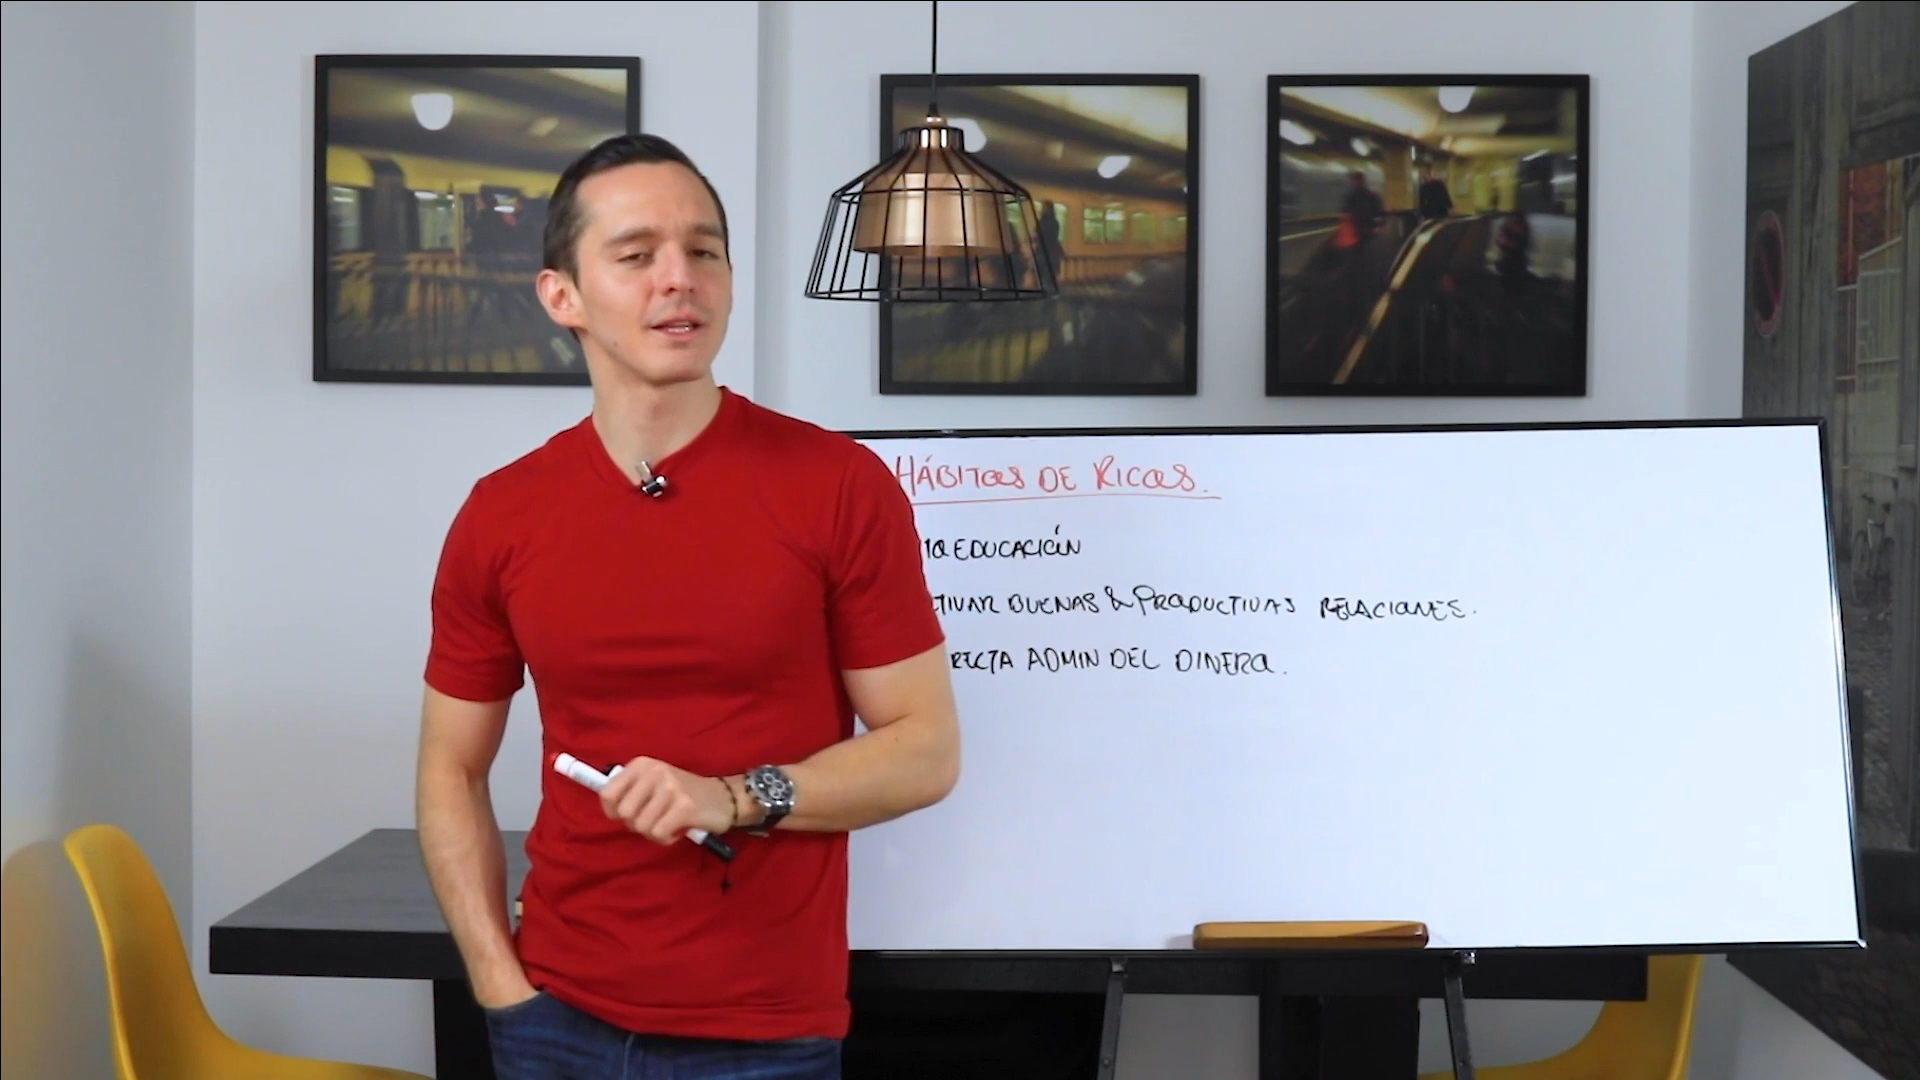 HÁBITOS DE RICOS.
EDUCACIÓN
BUENAS & PRODUCTIVAS RELACIONES.
ADMIN DEL DINERO.